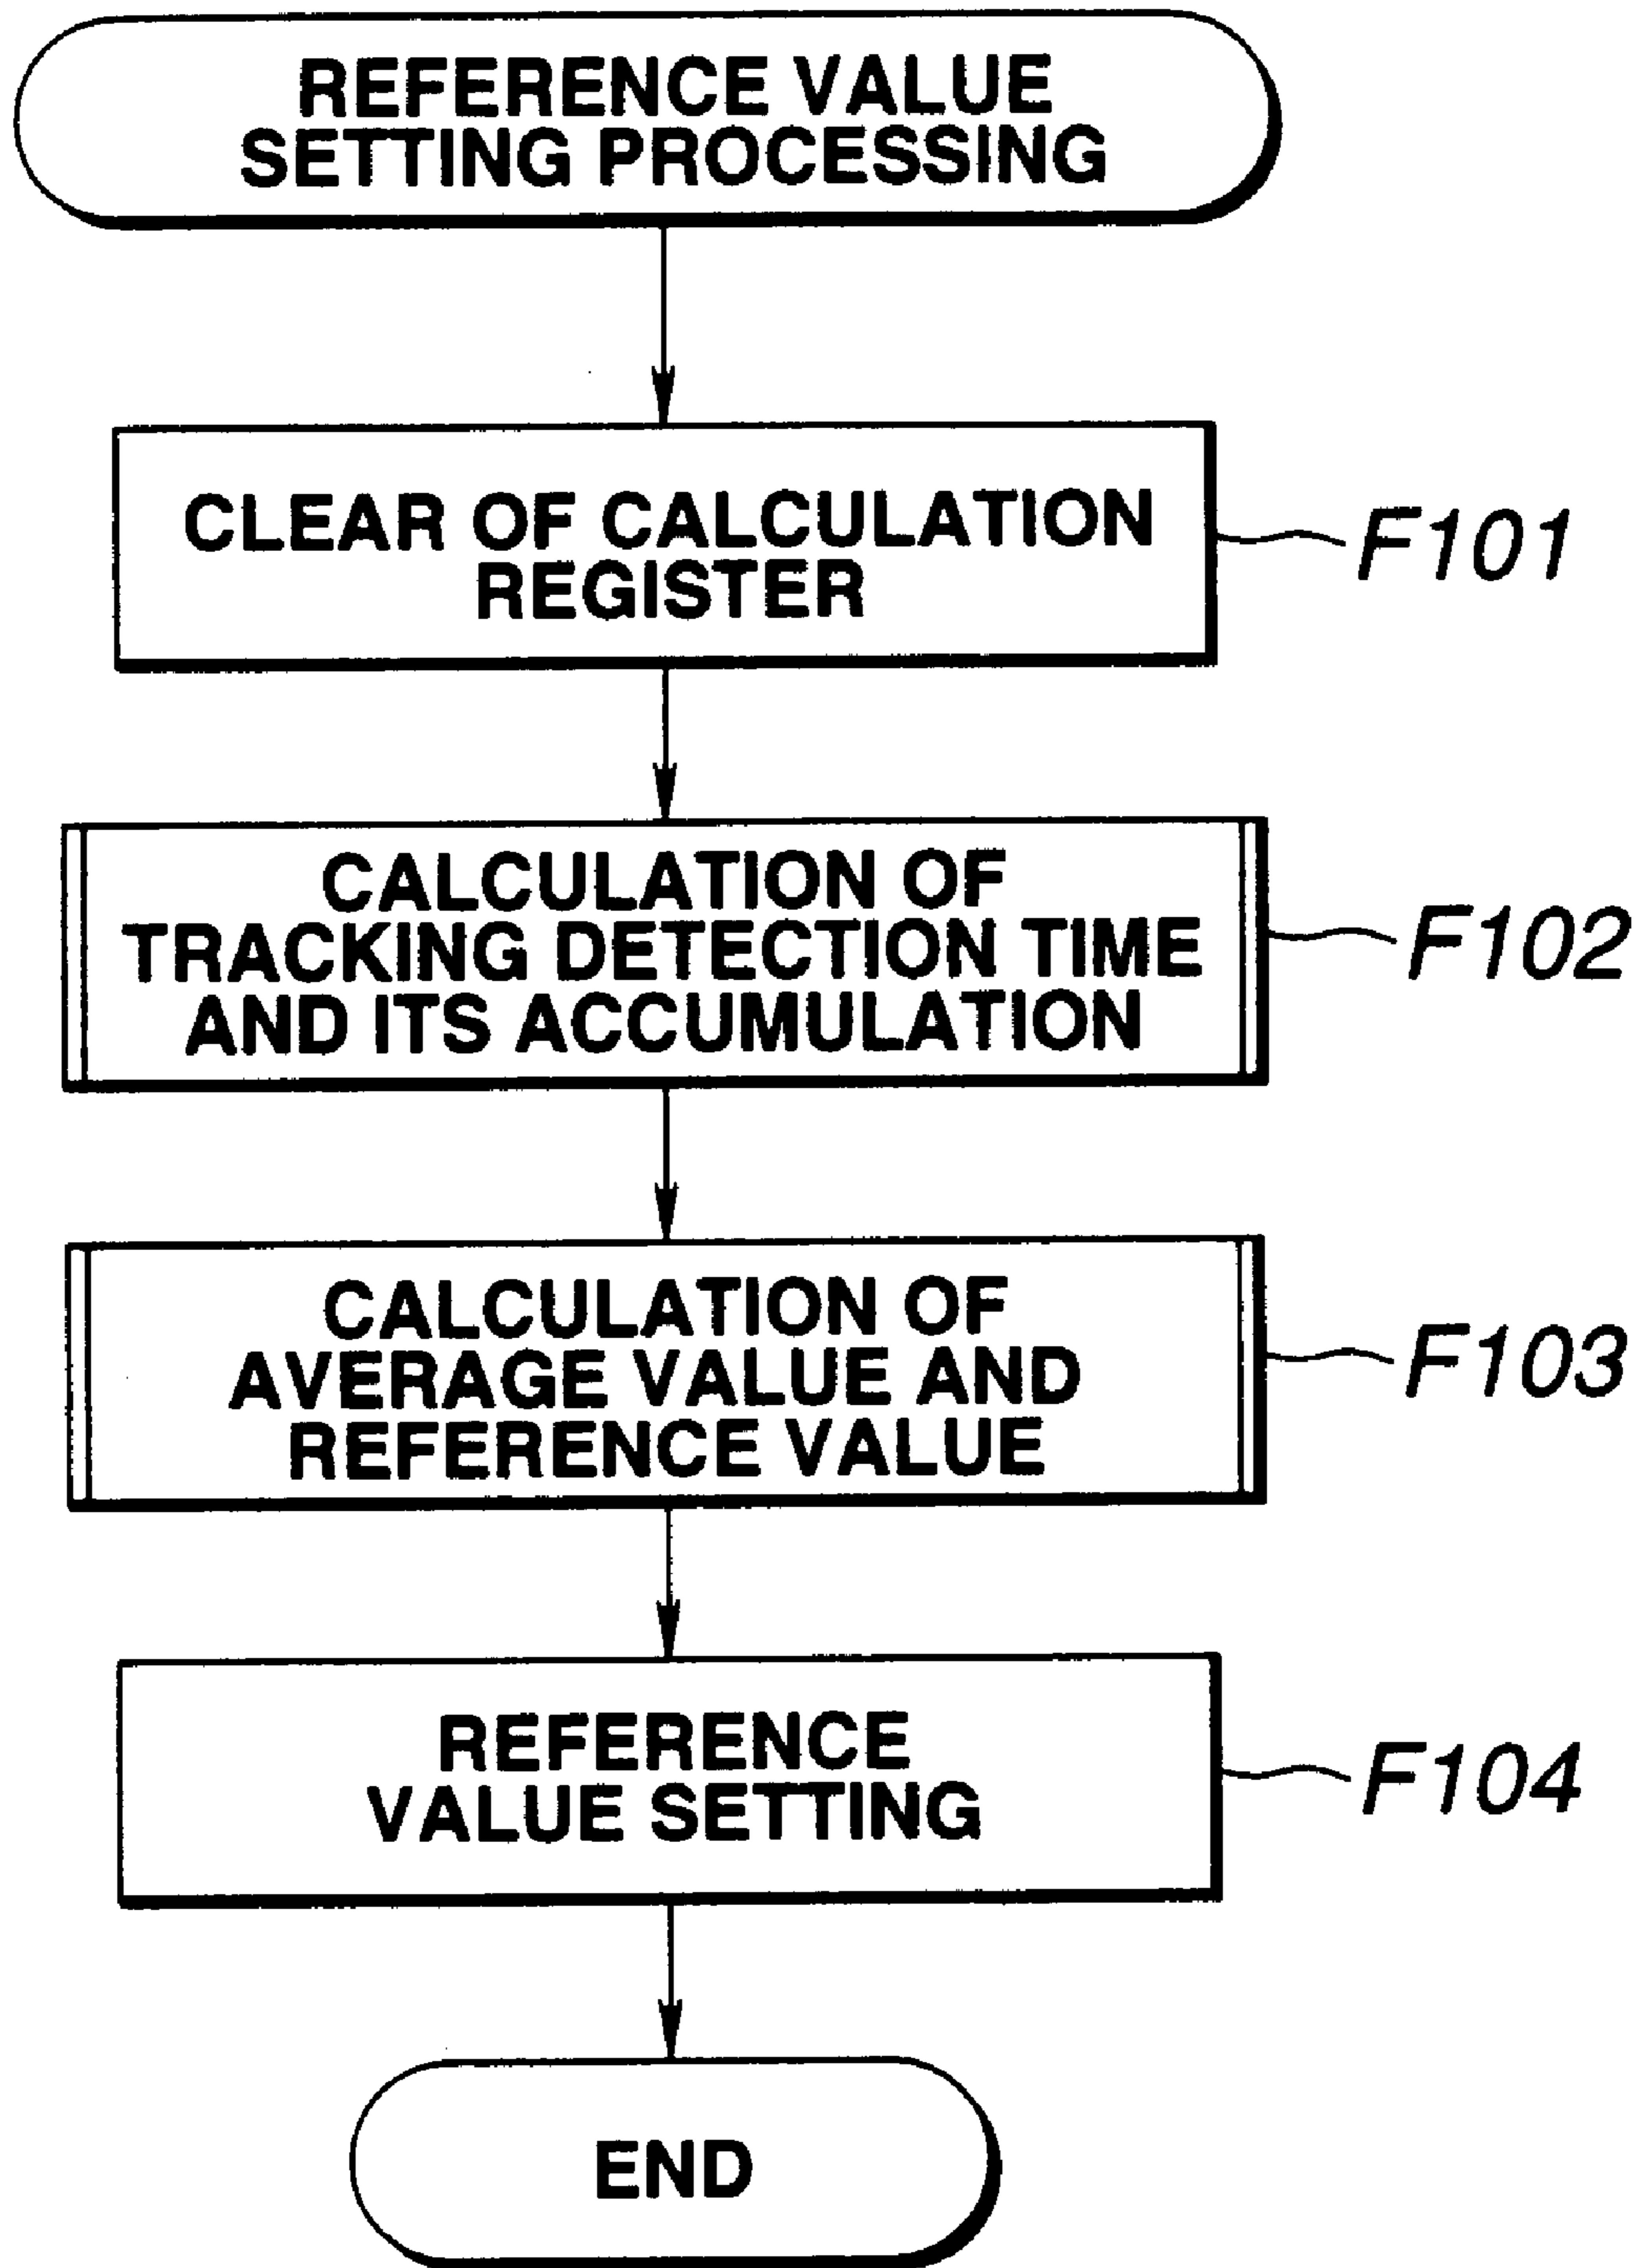 REFERENCE VALUE
SETTING PROCESSING
CLEAR OF CALCULATION
REGISTER
F101
CALCULATION OF
TRACKING DETECTION TIME
AND ITS ACCUMULATION
F102
CALCULATION OF
AVERAGE VALUE AND
REFERENCE VALUE
F103
REFERENCE
VALUE SETTING
F104
END